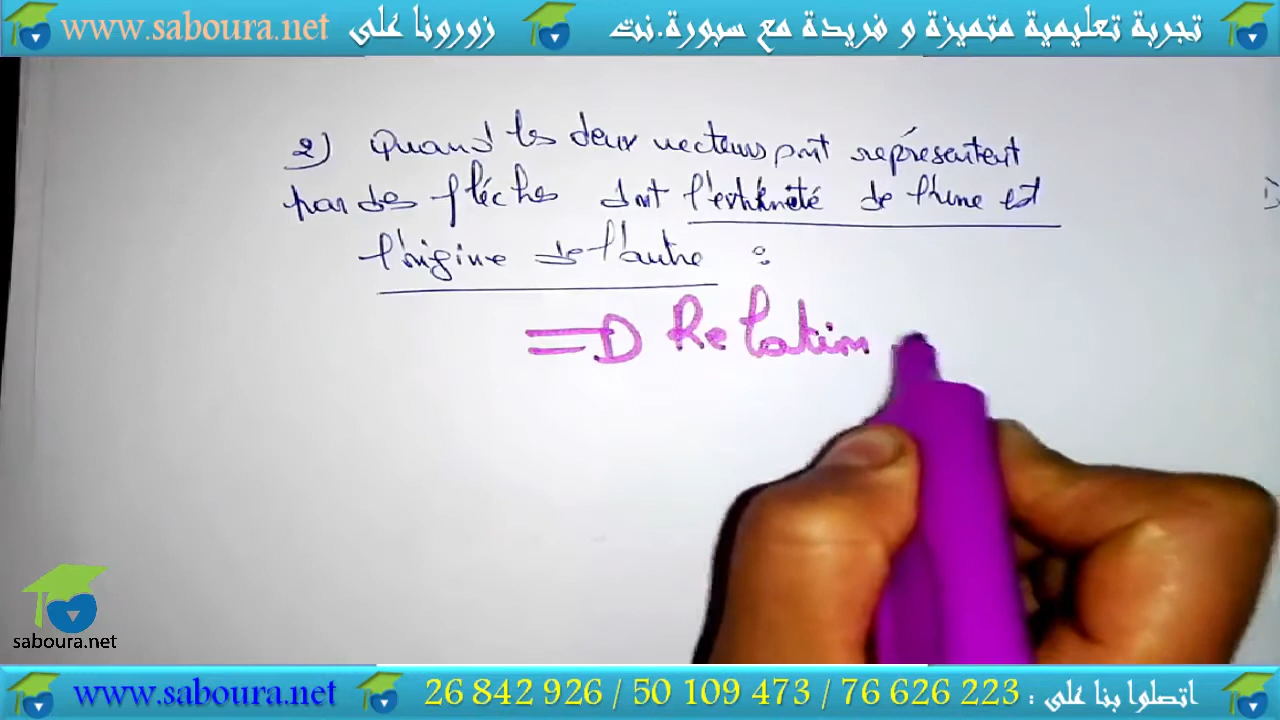 www.saboura.net زورونا على تجربة تعليمية متميزة و فريدة مع سبورة.نت
2) Quand les deux vecteurs sont représentent
par des fléches dont l'extrémité de l'une est
l'origine de l'autre :
=D Relation
saboura.net
www.saboura.net 26 842 926 / 50 109 473 / 76 626 223 : اتصلوا بنا على